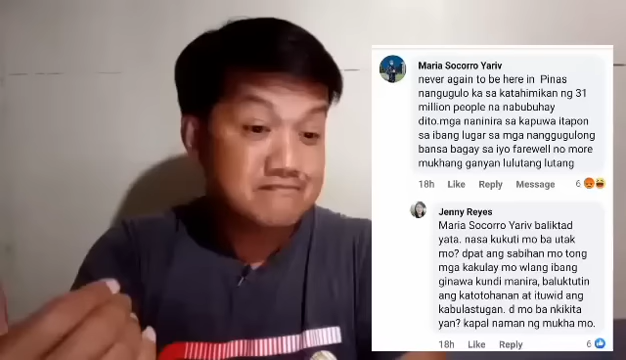 Maria Socorro Yariv
never again to be here in Pinas
nangugulo ka sa katahimikan ng 31
million people na nabubuhay
dito.mga naninira sa kapuwa itapon
sa ibang lugar sa mga nanggugulong
bansa bagay sa iyo farewell no more
mukhang ganyan lulutang lutang
18h Like Reply Message 6
Jenny Reyes
Maria Socorro Yariv baliktad
yata. nasa kukuti mo ba utak
mo? dpat ang sabihan mo tong
mga kakulay mo wlang ibang
ginawa kundi manira, baluktutin
ang katotohanan at ituwid ang
kabulastugan. d mo ba nkikita
yan? kapal naman ng mukha mo.
18h Like Reply 6